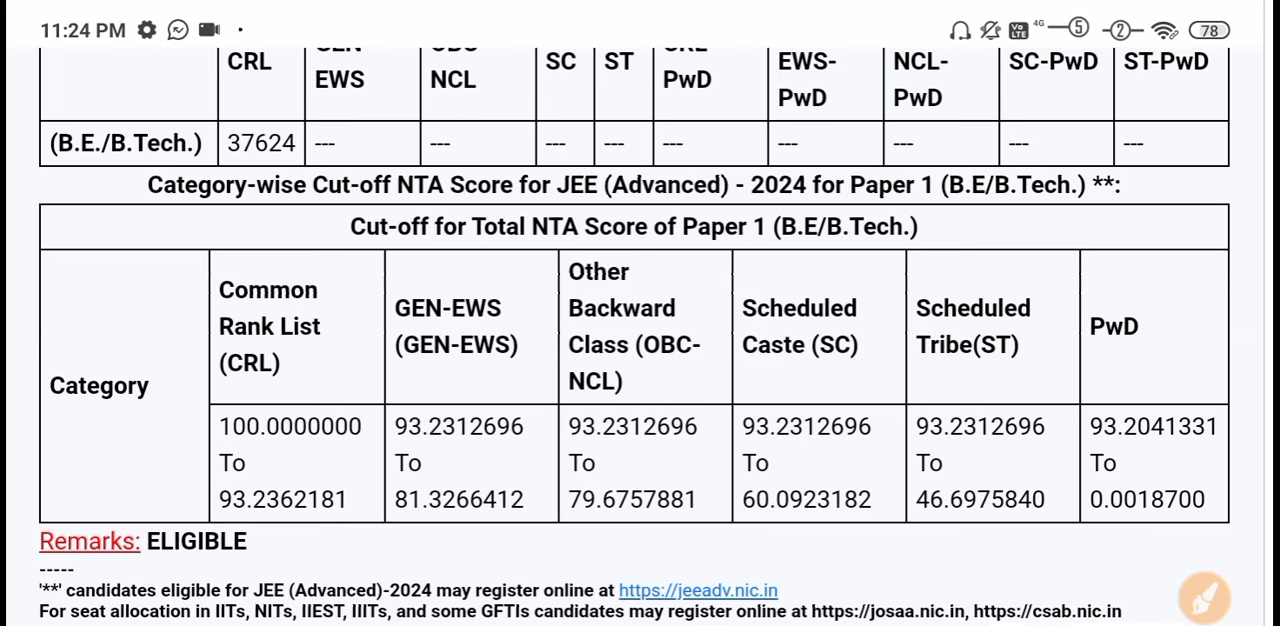 11:24 PM
4G 5 2 78
CRL EWS NCL SC ST PwD EWS- NCL- SC-PwD ST-PwD
PwD PwD
(B.E./B.Tech.) 37624 --- --- --- --- --- --- --- --- ---
Category-wise Cut-off NTA Score for JEE (Advanced) - 2024 for Paper 1 (B.E/B.Tech.) **:
Cut-off for Total NTA Score of Paper 1 (B.E/B.Tech.)
Category
Common
Rank List
(CRL)
GEN-EWS
(GEN-EWS)
Other
Backward
Class (OBC-
NCL)
Scheduled
Caste (SC)
Scheduled
Tribe(ST)
PwD
100.0000000 93.2312696 93.2312696 93.2312696 93.2312696 93.2041331
To To To To To To
93.2362181 81.3266412 79.6757881 60.0923182 46.6975840 0.0018700
Remarks: ELIGIBLE
-----
'**' candidates eligible for JEE (Advanced)-2024 may register online at https://jeeadv.nic.in
For seat allocation in IITs, NITs, IIEST, IIITs, and some GFTIs candidates may register online at https://josaa.nic.in, https://csab.nic.in